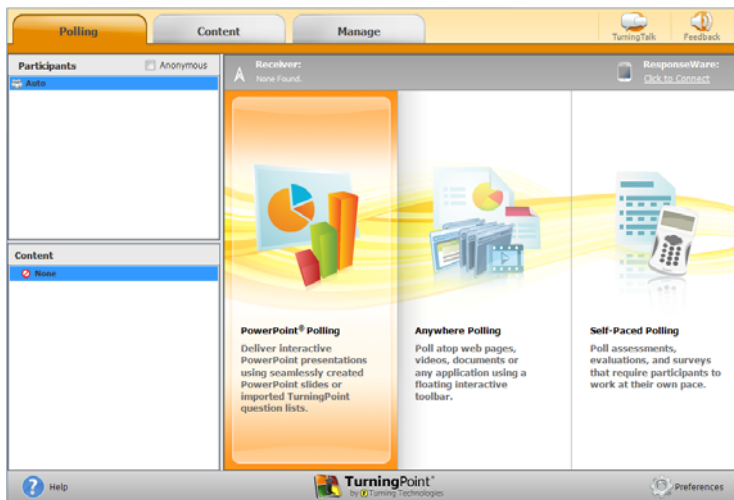 Polling
Content
Manage
TurningTalk
Feedback
Participants
Anonymous
Auto
Receiver:
None Found.
ResponseWare:
Click to Connect
Content
None
PowerPoint® Polling
Deliver interactive
PowerPoint presentations
using seamlessly created
PowerPoint slides or
imported TurningPoint
question lists.
Anywhere Polling
Poll atop web pages,
videos, documents or
any application using a
floating interactive
toolbar.
Self-Paced Polling
Poll assessments,
evaluations, and surveys
that require participants to
work at their own pace.
Help
TurningPoint
by Turning Technologies
Preferences